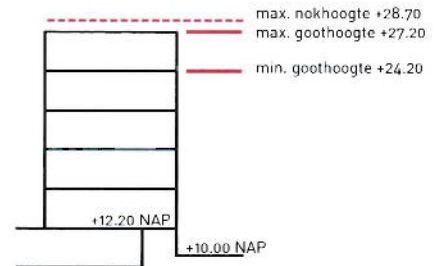 max. nokhoogte +28.70
max. goothoogte +27.20
min. goothoogte +24.20
+12.20 NAP
+10.00 NAP